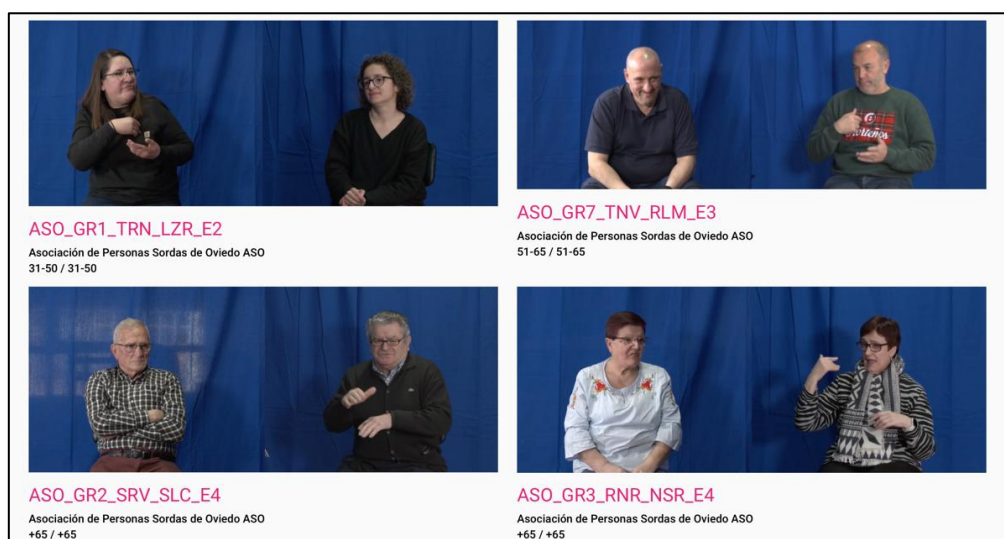 ASO_GR1_TRN_LZR_E2
Asociación de Personas Sordas de Oviedo ASO
31-50 / 31-50
ASO_GR7_TNV_RLM_E3
Asociación de Personas Sordas de Oviedo ASO
51-65 / 51-65
ASO_GR2_SRV_SLC_E4
Asociación de Personas Sordas de Oviedo ASO
+65 / +65
ASO_GR3_RNR_NSR_E4
Asociación de Personas Sordas de Oviedo ASO
+65 / +65